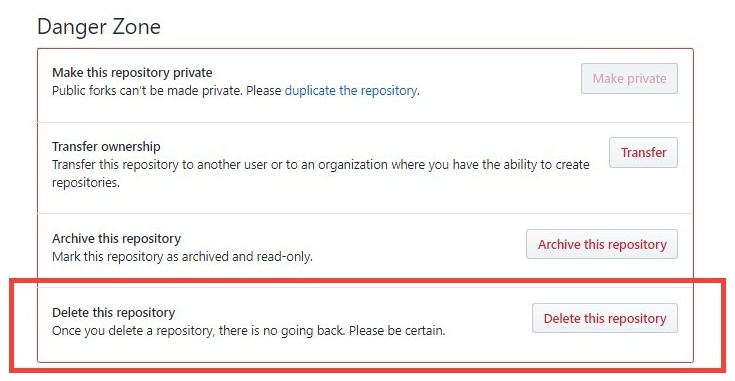 Danger Zone
Make this repository private
Public forks can't be made private. Please duplicate the repository.
Make private
Transfer ownership
Transfer this repository to another user or to an organization where you have the ability to create
repositories.
Transfer
Archive this repository
Mark this repository as archived and read-only.
Archive this repository
Delete this repository
Once you delete a repository, there is no going back. Please be certain.
Delete this repository